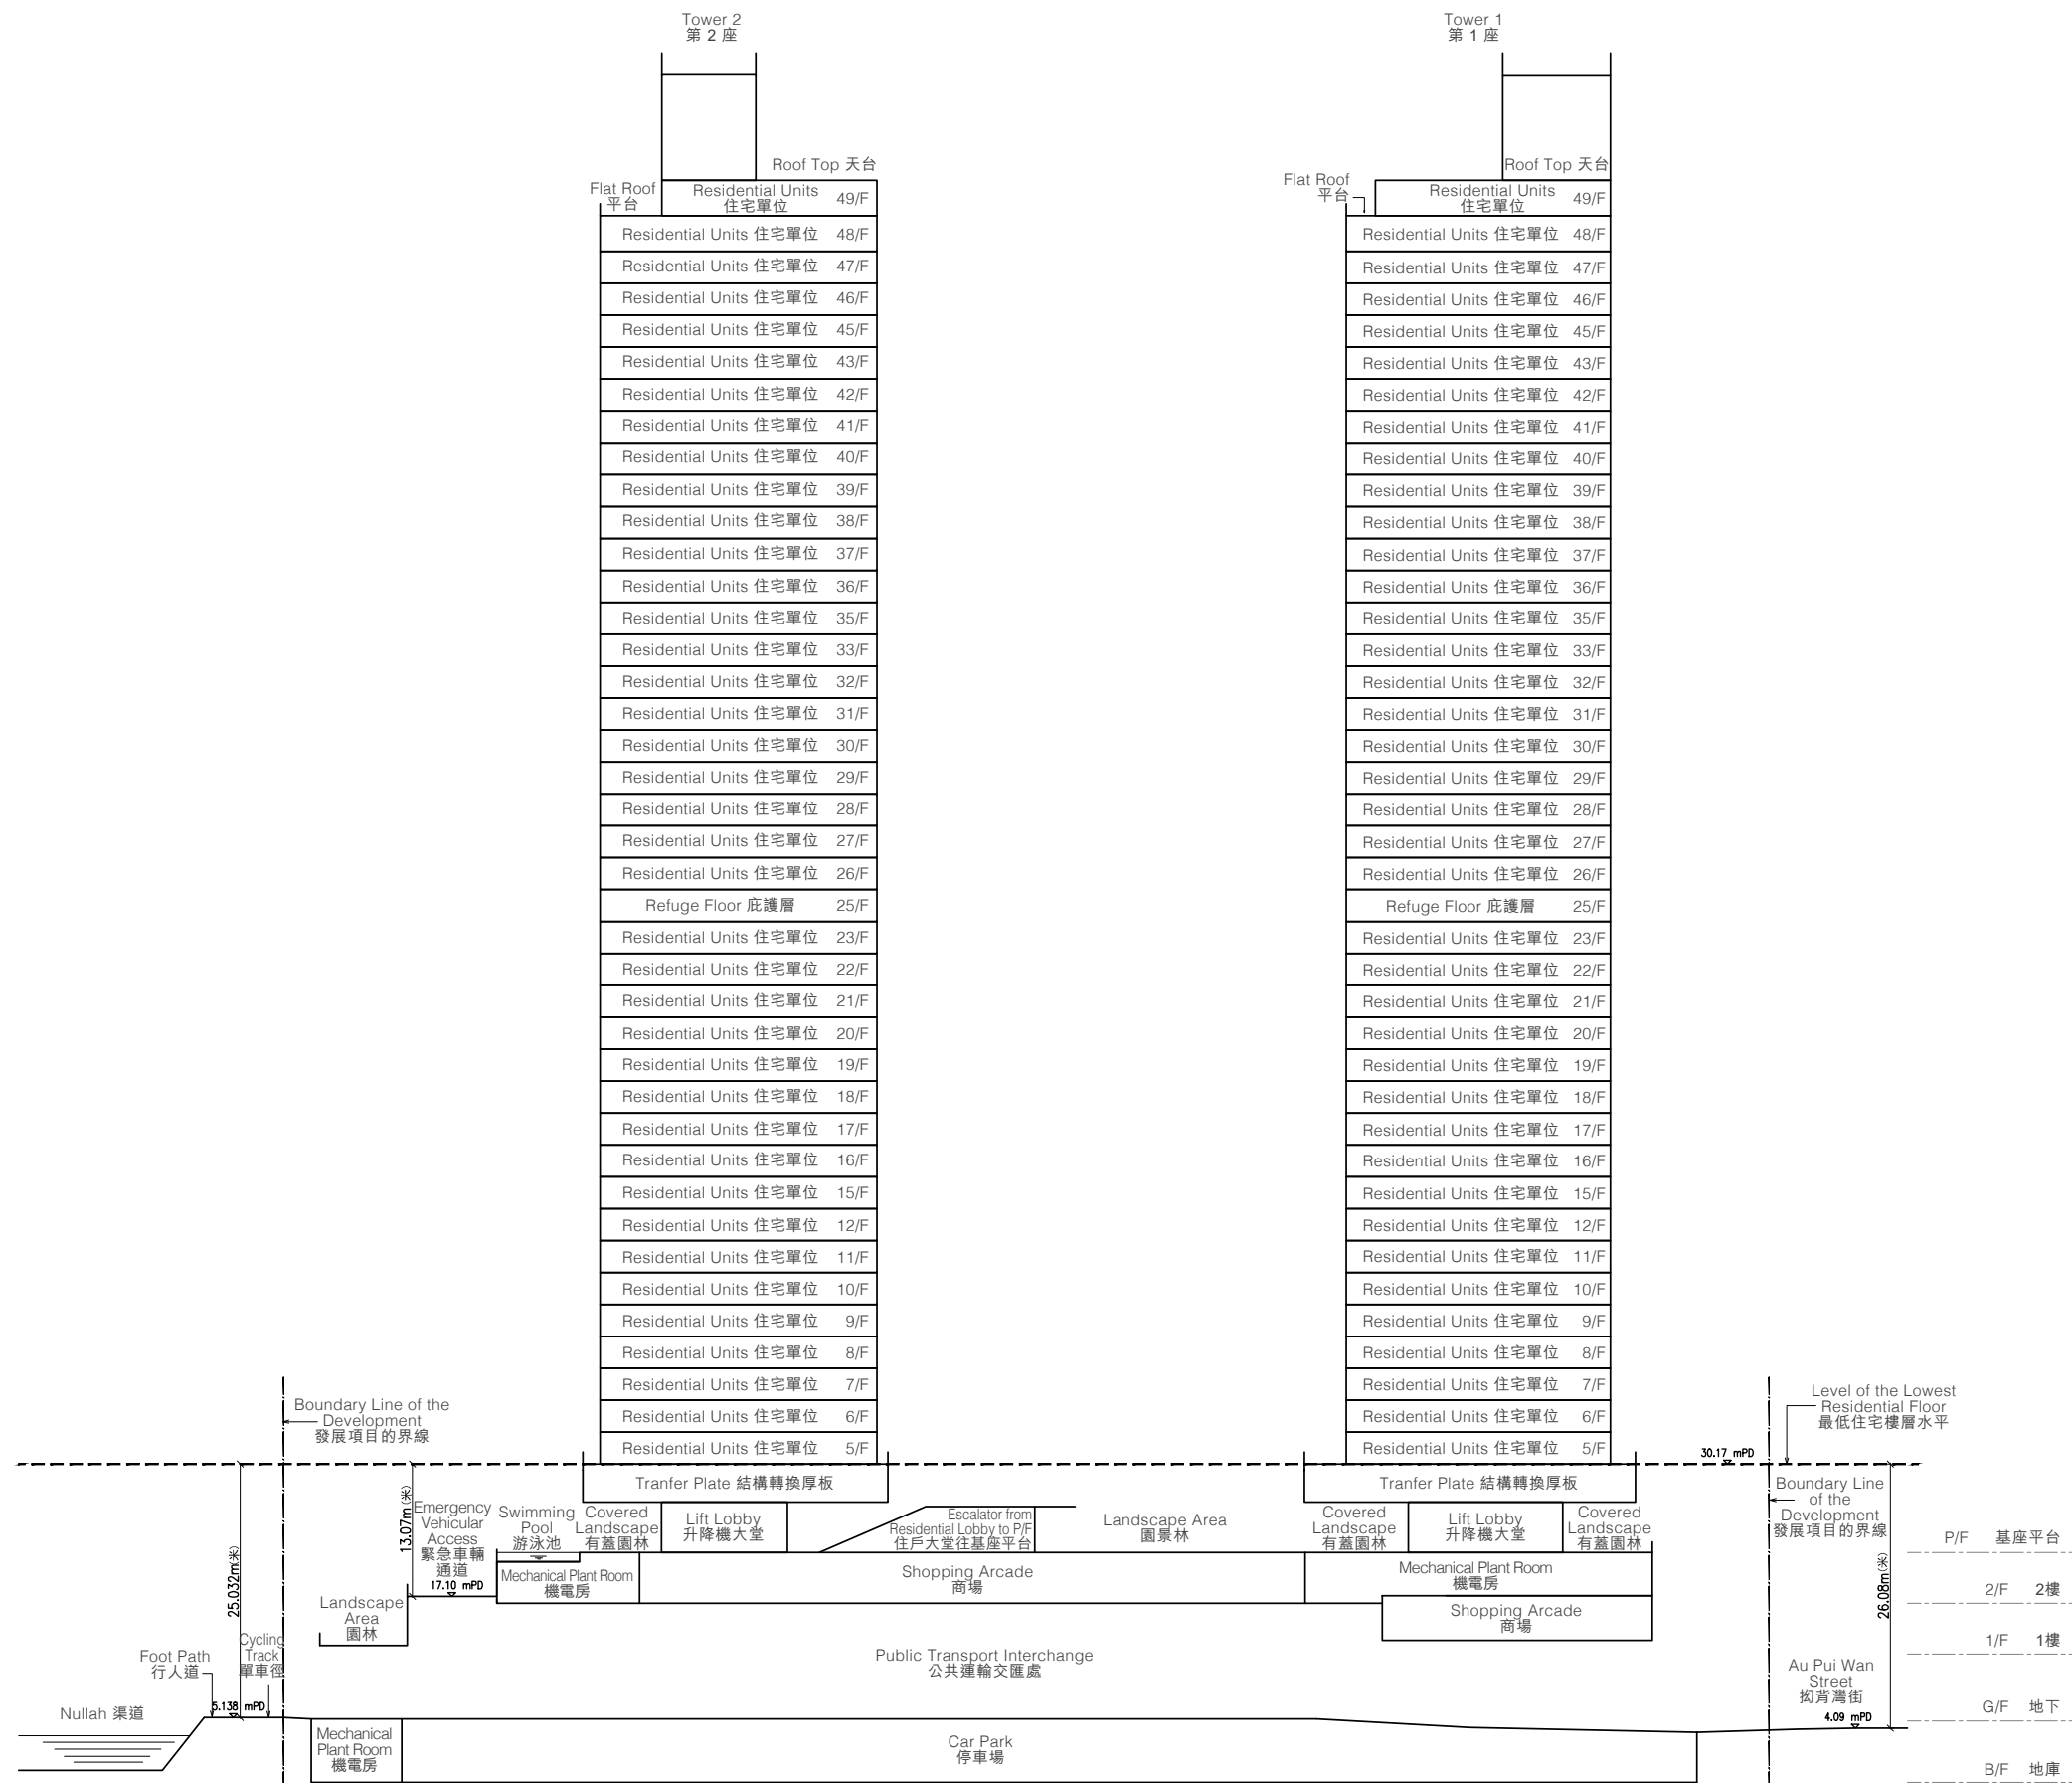 Tower 2
第 2 座
Tower 1
第 1 座
Roof Top 天台
Roof Top 天台
Flat Roof
平台
Residential Units
住宅單位
49/F
Flat Roof
平台
Residential Units
住宅單位
49/F
Residential Units 住宅單位 48/F
Residential Units 住宅單位 48/F
Residential Units 住宅單位 47/F
Residential Units 住宅單位 47/F
Residential Units 住宅單位 46/F
Residential Units 住宅單位 46/F
Residential Units 住宅單位 45/F
Residential Units 住宅單位 45/F
Residential Units 住宅單位 43/F
Residential Units 住宅單位 43/F
Residential Units 住宅單位 42/F
Residential Units 住宅單位 42/F
Residential Units 住宅單位 41/F
Residential Units 住宅單位 41/F
Residential Units 住宅單位 40/F
Residential Units 住宅單位 40/F
Residential Units 住宅單位 39/F
Residential Units 住宅單位 39/F
Residential Units 住宅單位 38/F
Residential Units 住宅單位 38/F
Residential Units 住宅單位 37/F
Residential Units 住宅單位 37/F
Residential Units 住宅單位 36/F
Residential Units 住宅單位 36/F
Residential Units 住宅單位 35/F
Residential Units 住宅單位 35/F
Residential Units 住宅單位 33/F
Residential Units 住宅單位 33/F
Residential Units 住宅單位 32/F
Residential Units 住宅單位 32/F
Residential Units 住宅單位 31/F
Residential Units 住宅單位 31/F
Residential Units 住宅單位 30/F
Residential Units 住宅單位 30/F
Residential Units 住宅單位 29/F
Residential Units 住宅單位 29/F
Residential Units 住宅單位 28/F
Residential Units 住宅單位 28/F
Residential Units 住宅單位 27/F
Residential Units 住宅單位 27/F
Residential Units 住宅單位 26/F
Residential Units 住宅單位 26/F
Refuge Floor 庇護層 25/F
Refuge Floor 庇護層 25/F
Residential Units 住宅單位 23/F
Residential Units 住宅單位 23/F
Residential Units 住宅單位 22/F
Residential Units 住宅單位 22/F
Residential Units 住宅單位 21/F
Residential Units 住宅單位 21/F
Residential Units 住宅單位 20/F
Residential Units 住宅單位 20/F
Residential Units 住宅單位 19/F
Residential Units 住宅單位 19/F
Residential Units 住宅單位 18/F
Residential Units 住宅單位 18/F
Residential Units 住宅單位 17/F
Residential Units 住宅單位 17/F
Residential Units 住宅單位 16/F
Residential Units 住宅單位 16/F
Residential Units 住宅單位 15/F
Residential Units 住宅單位 15/F
Residential Units 住宅單位 12/F
Residential Units 住宅單位 12/F
Residential Units 住宅單位 11/F
Residential Units 住宅單位 11/F
Residential Units 住宅單位 10/F
Residential Units 住宅單位 10/F
Residential Units 住宅單位 9/F
Residential Units 住宅單位 9/F
Residential Units 住宅單位 8/F
Residential Units 住宅單位 8/F
Residential Units 住宅單位 7/F
Residential Units 住宅單位 7/F
Residential Units 住宅單位 6/F
Residential Units 住宅單位 6/F
Residential Units 住宅單位 5/F
Residential Units 住宅單位 5/F
Boundary Line of the
Development
發展項目的界線
Level of the Lowest
Residential Floor
最低住宅樓層水平
30.17 mPD
Tranfer Plate 結構轉換厚板
Tranfer Plate 結構轉換厚板
Boundary Line
of the
Development
發展項目的界線
25.032m(米)
13.07m(米)
Emergency
Vehicular
Access
緊急車輛
通道
17.10 mPD
Swimming
Pool
游泳池
Covered
Landscape
有蓋園林
Lift Lobby
升降機大堂
Escalator from
Residential Lobby to P/F
住戶大堂往基座平台
Landscape Area
園景林
Covered
Landscape
有蓋園林
Lift Lobby
升降機大堂
Covered
Landscape
有蓋園林
26.08m(米)
P/F 基座平台
Mechanical Plant Room
機電房
Shopping Arcade
商場
Mechanical Plant Room
機電房
2/F 2樓
Landscape
Area
園林
Shopping Arcade
商場
1/F 1樓
Foot Path
行人道
Cycling
Track
單車徑
Public Transport Interchange
公共運輸交匯處
Au Pui Wan
Street
拗背灣街
4.09 mPD
Nullah 渠道
5.138 mPD
G/F 地下
Mechanical
Plant Room
機電房
Car Park
停車場
B/F 地庫